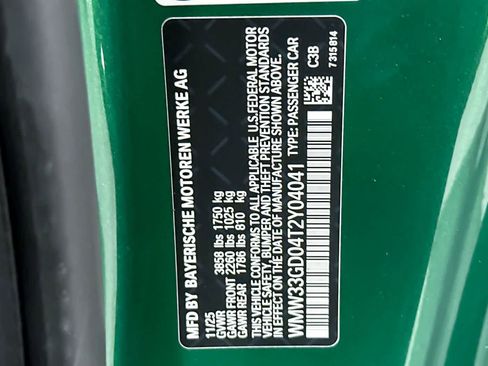 MFD BY BAYERISCHE MOTOREN WERKE AG
11/25
GVWR 3858 lbs 1750 kg
GAWR FRONT 2260 lbs 1025 kg
GAWR REAR 1786 lbs 810 kg
THIS VEHICLE CONFORMS TO ALL APPLICABLE U.S.FEDERAL MOTOR
VEHICLE SAFETY,BUMPER,AND THEFT PREVENTION STANDARDS
IN EFFECT ON THE DATE OF MANUFACTURE SHOWN ABOVE.
WMW33GD04T2Y04041 TYPE: PASSENGER CAR
C3B
7315814